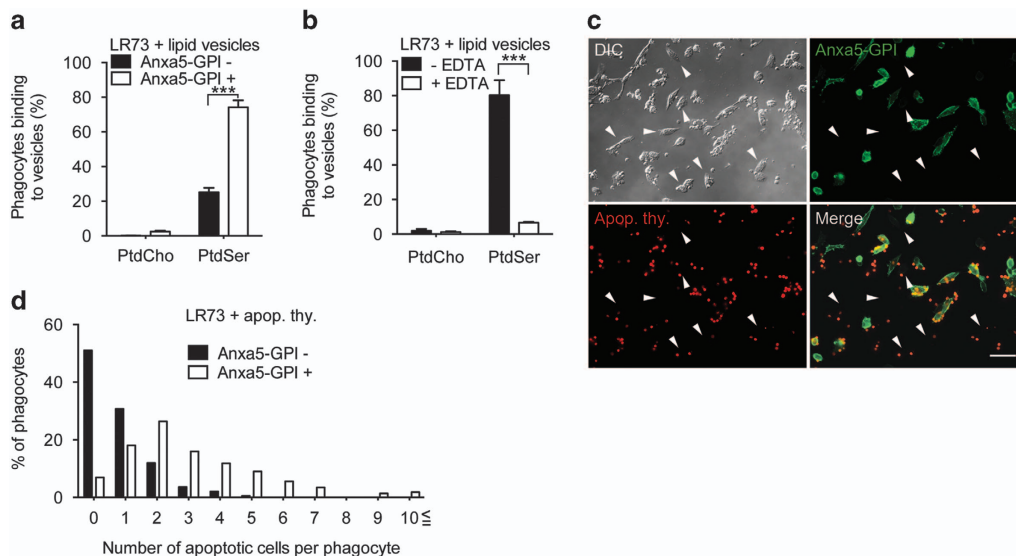 a
LR73 + lipid vesicles
Anxa5-GPI -
Anxa5-GPI +
***
Phagocytes binding
to vesicles (%)
100
80
60
40
20
0
PtdCho
PtdSer
b
LR73 + lipid vesicles
***
- EDTA
+ EDTA
Phagocytes binding
to vesicles (%)
100
80
60
40
20
0
PtdCho
PtdSer
c
DIC
Anxa5-GPI
Apop. thy.
Merge
d
LR73 + apop. thy.
Anxa5-GPI -
Anxa5-GPI +
% of phagocytes
60
40
20
0
0 1 2 3 4 5 6 7 8 9 10 ≦
Number of apoptotic cells per phagocyte